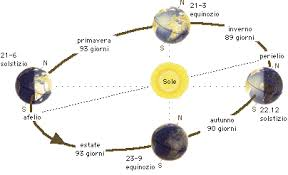 21-3
equinozio
N
S
primavera
93 giorni
inverno
89 giorni
21-6
solstizio
N
S
afelio
Sole
perielio
N
S
22 12
solstizio
estate
93 giorni
autunno
90 giorni
N
S
23-9
equinozio